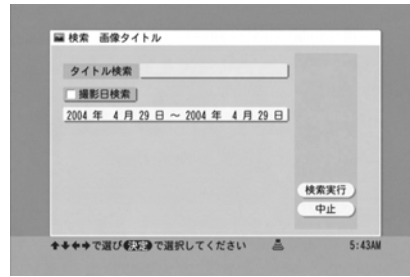 検索 画像タイトル
タイトル検索
撮影日検索
2004 年 4 月 29 日 ～ 2004 年 4 月 29 日
検索実行
中止
↑↓←→で選び 決定 で選択してください 5:43AM